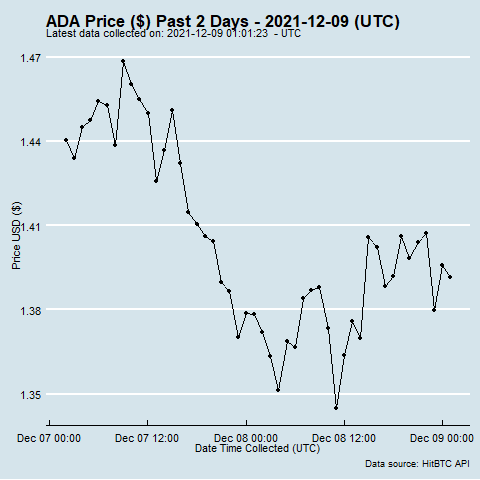 ADA Price ($) Past 2 Days - 2021-12-09 (UTC)
Latest data collected on: 2021-12-09 01:01:23 - UTC
1.47
1.44
1.41
1.38
1.35
Price USD ($)
Dec 07 00:00 Dec 07 12:00 Dec 08 00:00 Dec 08 12:00 Dec 09 00:00
Date Time Collected (UTC)
Data source: HitBTC API